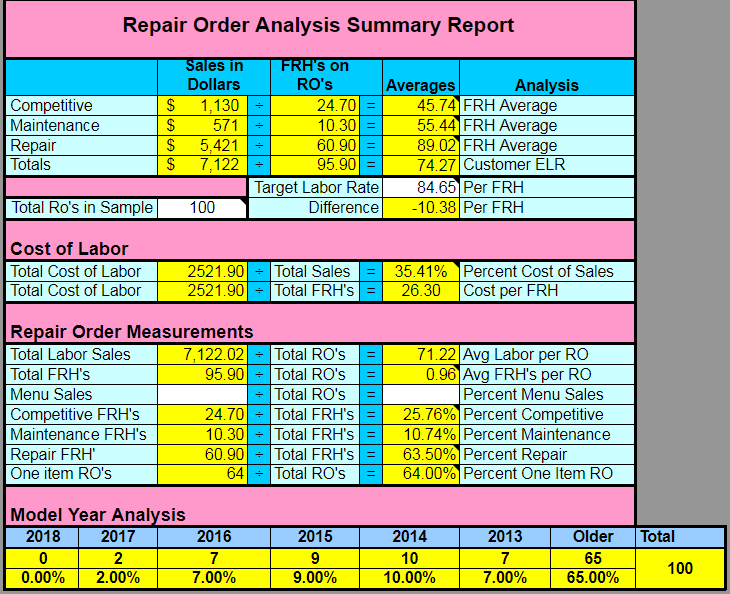 Repair Order Analysis Summary Report
Sales in Dollars FRH's on RO's Averages Analysis
Competitive $ 1,130 ÷ 24.70 = 45.74 FRH Average
Maintenance $ 571 ÷ 10.30 = 55.44 FRH Average
Repair $ 5,421 ÷ 60.90 = 89.02 FRH Average
Totals $ 7,122 ÷ 95.90 = 74.27 Customer ELR
Target Labor Rate 84.65 Per FRH
Total Ro's in Sample 100 Difference -10.38 Per FRH
Cost of Labor
Total Cost of Labor 2521.90 ÷ Total Sales = 35.41% Percent Cost of Sales
Total Cost of Labor 2521.90 ÷ Total FRH's = 26.30 Cost per FRH
Repair Order Measurements
Total Labor Sales 7,122.02 ÷ Total RO's = 71.22 Avg Labor per RO
Total FRH's 95.90 ÷ Total RO's = 0.96 Avg FRH's per RO
Menu Sales ÷ Total RO's = Percent Menu Sales
Competitive FRH's 24.70 ÷ Total FRH's = 25.76% Percent Competitive
Maintenance FRH's 10.30 ÷ Total FRH's = 10.74% Percent Maintenance
Repair FRH' 60.90 ÷ Total FRH's = 63.50% Percent Repair
One item RO's 64 ÷ Total RO's = 64.00% Percent One Item RO
Model Year Analysis
2018 2017 2016 2015 2014 2013 Older Total
0 2 7 9 10 7 65 100
0.00% 2.00% 7.00% 9.00% 10.00% 7.00% 65.00%